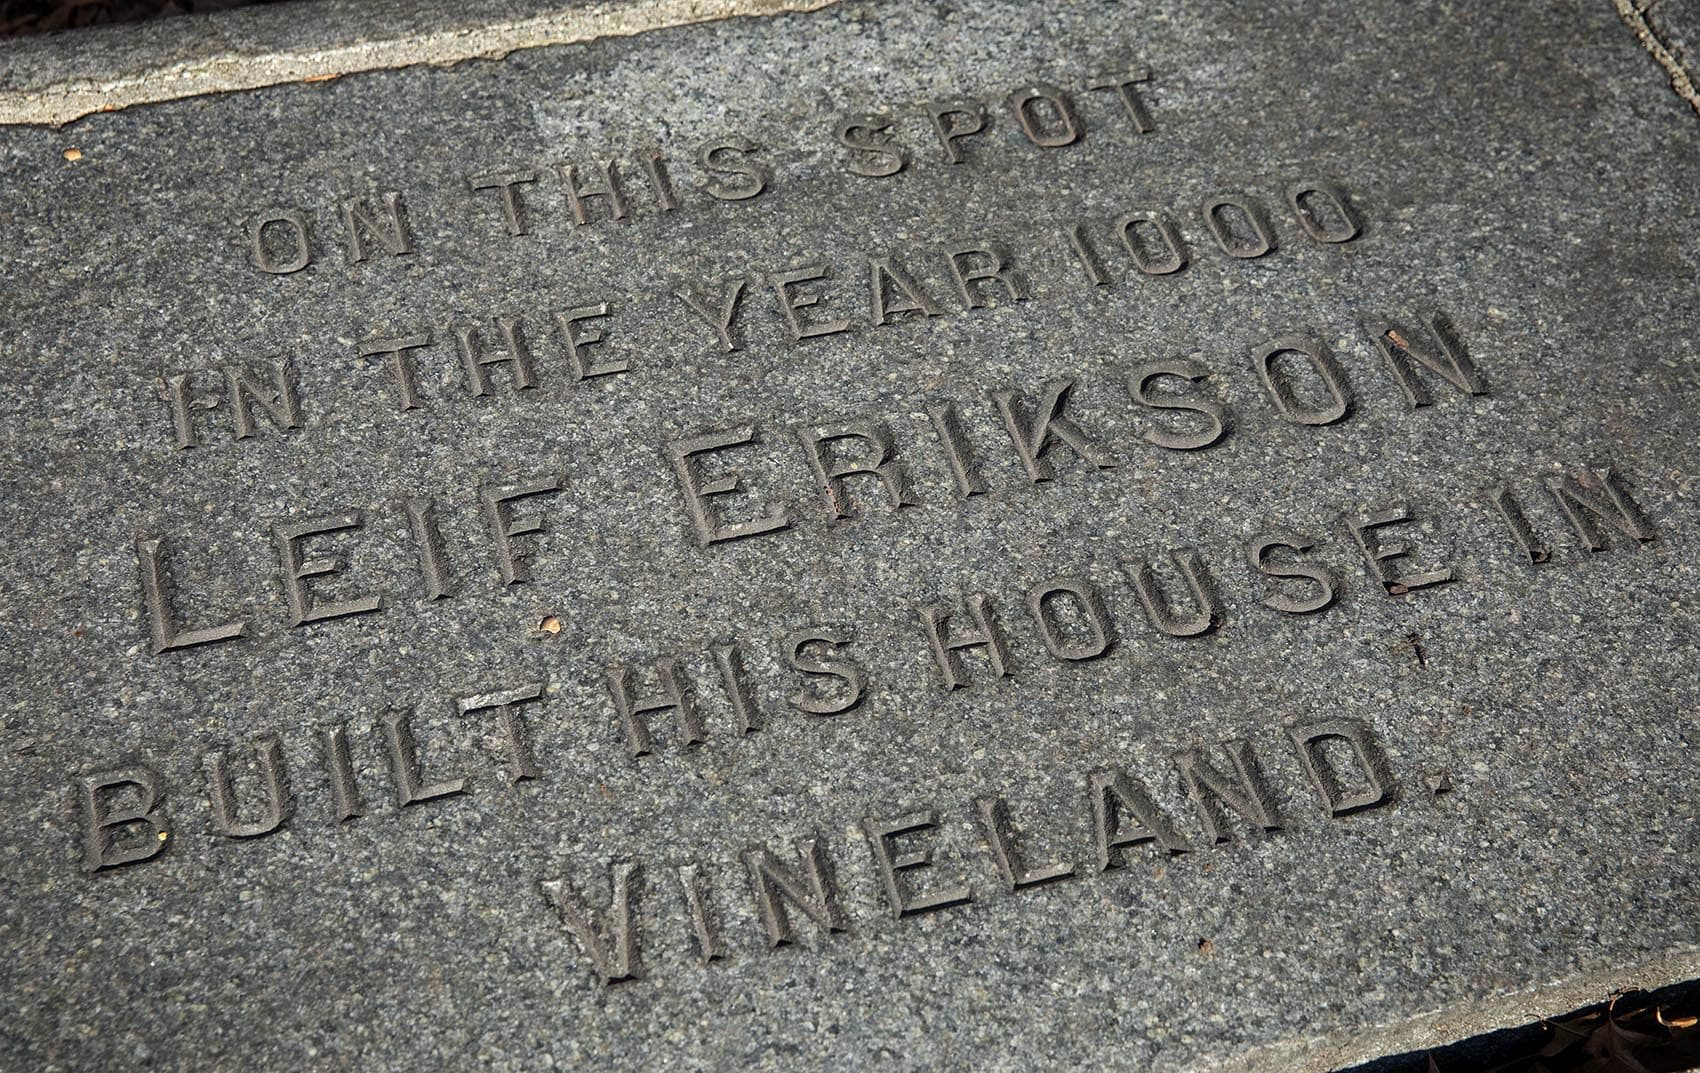 ON THIS SPOT
IN THE YEAR 1000
LEIF ERIKSON
BUILT HIS HOUSE IN
VINELAND.